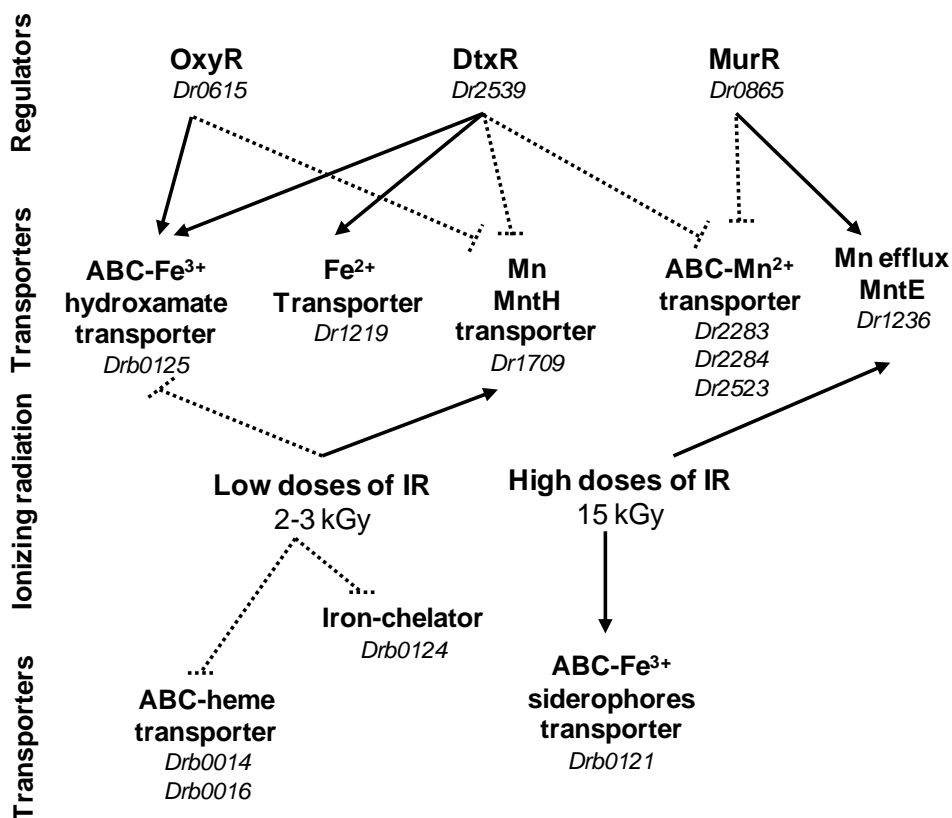 Regulators
OxyR
Dr0615
DtxR
Dr2539
MurR
Dr0865
Transporters
ABC-Fe³⁺
hydroxamate
transporter
Drb0125
Fe²⁺
Transporter
Dr1219
Mn
MntH
transporter
Dr1709
ABC-Mn²⁺
transporter
Dr2283
Dr2284
Dr2523
Mn efflux
MntE
Dr1236
Ionizing radiation
Low doses of IR
2-3 kGy
High doses of IR
15 kGy
Iron-chelator
Drb0124
Transporters
ABC-heme
transporter
Drb0014
Drb0016
ABC-Fe³⁺
siderophores
transporter
Drb0121